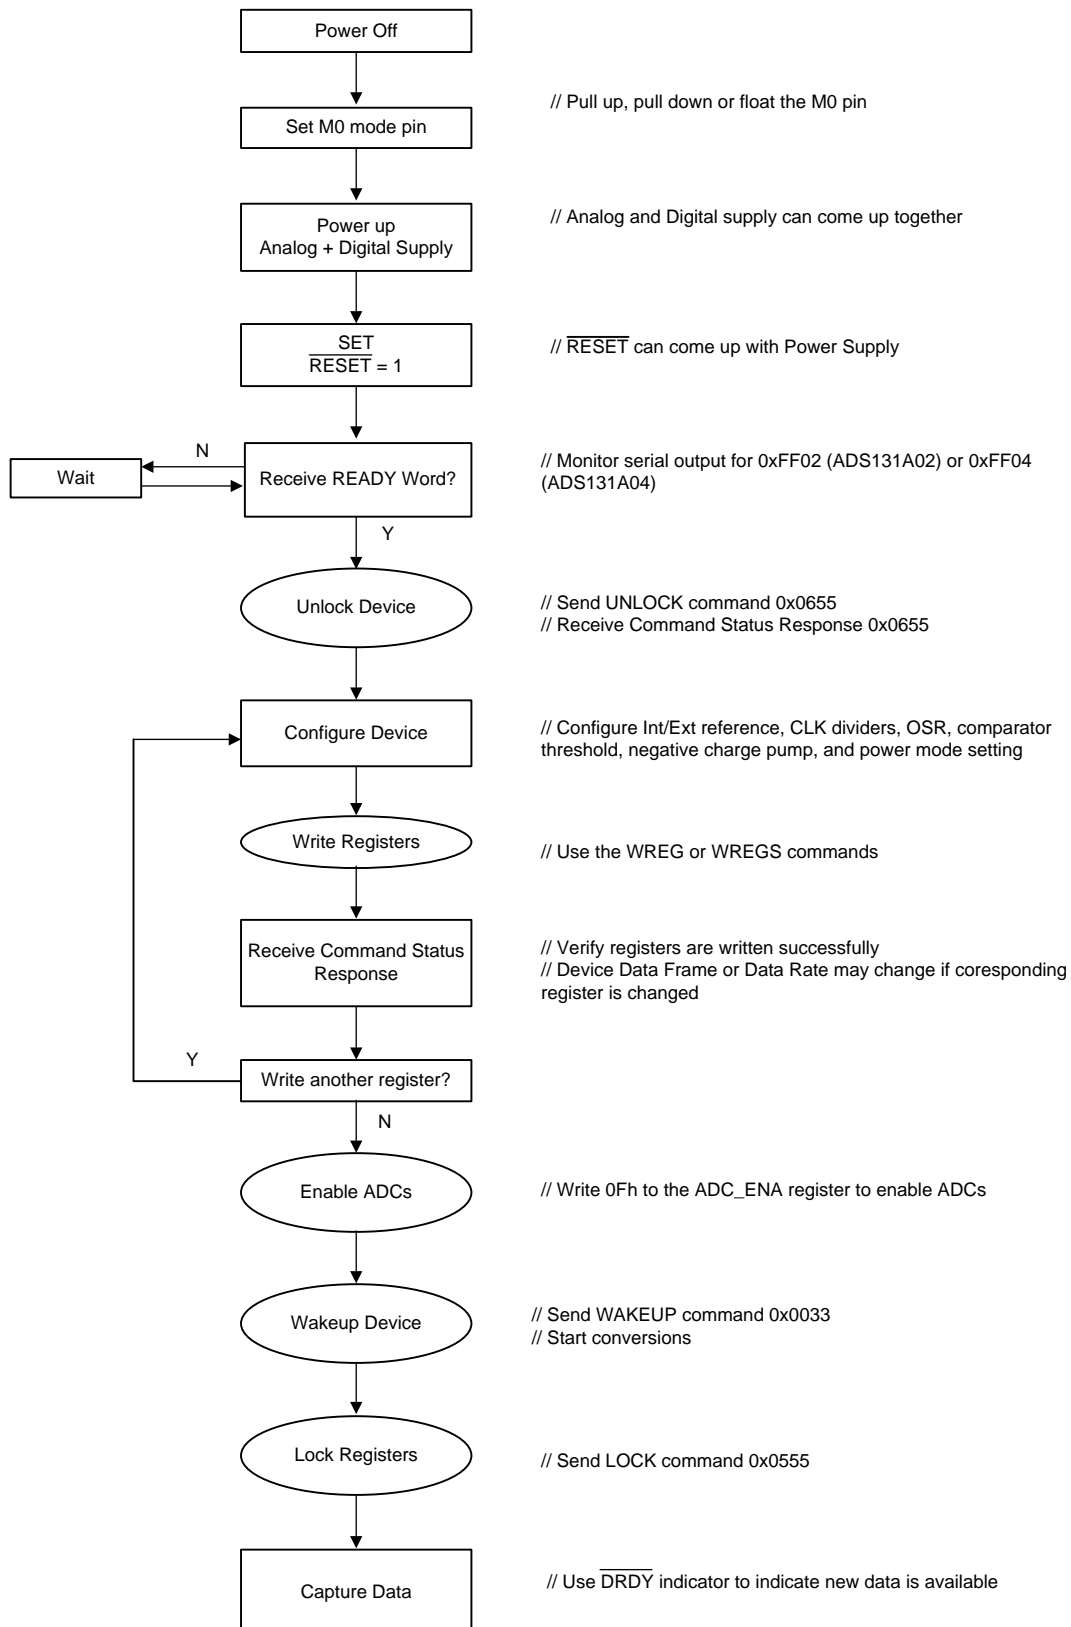 Power Off
// Pull up, pull down or float the M0 pin
Set M0 mode pin
// Analog and Digital supply can come up together
Power up
Analog + Digital Supply
SET
RESET = 1
// RESET can come up with Power Supply
N
Wait
Receive READY Word?
// Monitor serial output for 0xFF02 (ADS131A02) or 0xFF04
(ADS131A04)
Y
Unlock Device
// Send UNLOCK command 0x0655
// Receive Command Status Response 0x0655
Configure Device
// Configure Int/Ext reference, CLK dividers, OSR, comparator
threshold, negative charge pump, and power mode setting
Write Registers
// Use the WREG or WREGS commands
Receive Command Status
Response
// Verify registers are written successfully
// Device Data Frame or Data Rate may change if coresponding
register is changed
Y
Write another register?
N
Enable ADCs
// Write 0Fh to the ADC_ENA register to enable ADCs
Wakeup Device
// Send WAKEUP command 0x0033
// Start conversions
Lock Registers
// Send LOCK command 0x0555
Capture Data
// Use DRDY indicator to indicate new data is available